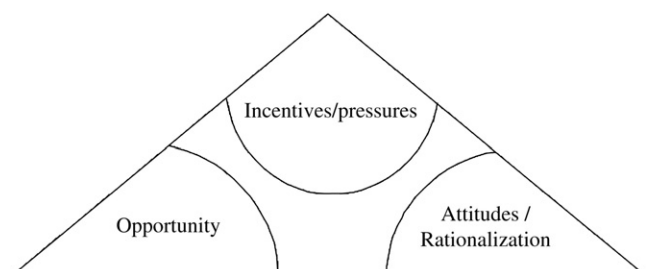 Incentives/pressures
Opportunity
Attitudes /
Rationalization